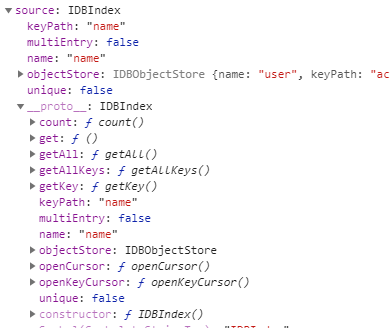 source: IDBIndex
keyPath: "name"
multiEntry: false
name: "name"
objectStore: IDBObjectStore {name: "user", keyPath: "ac
unique: false
__proto__: IDBIndex
count: ƒ count()
get: ƒ ()
getAll: ƒ getAll()
getAllKeys: ƒ getAllKeys()
getKey: ƒ getKey()
keyPath: "name"
multiEntry: false
name: "name"
objectStore: IDBObjectStore
openCursor: ƒ openCursor()
openKeyCursor: ƒ openKeyCursor()
unique: false
constructor: ƒ IDBIndex()